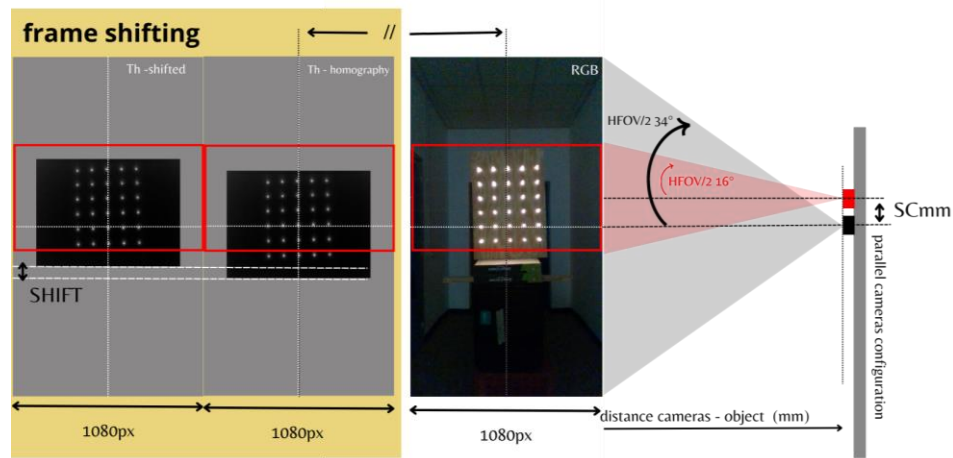 frame shifting
//
Th -shifted
Th - homography
RGB
HFOV/2 34°
HFOV/2 16°
SCmm
parallel cameras configuration
SHIFT
distance cameras - object (mm)
1080px
1080px
1080px